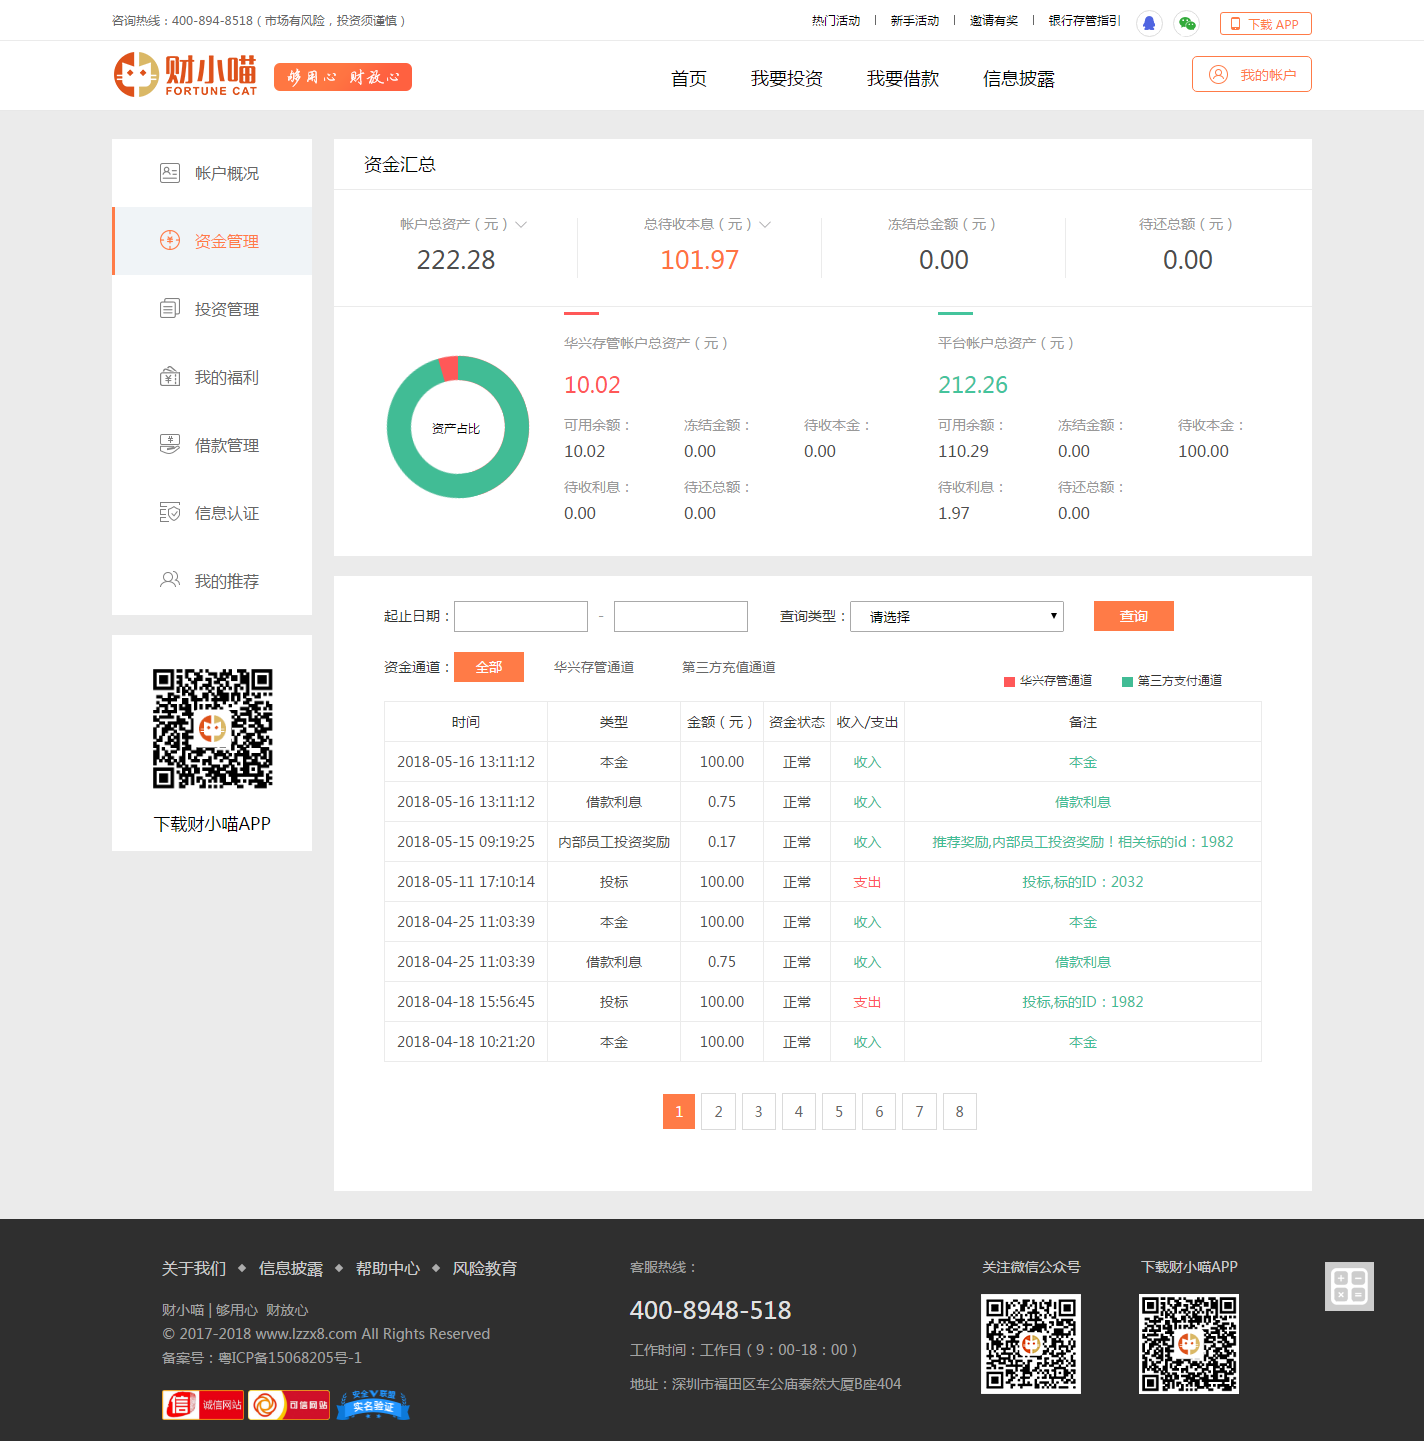 咨询热线：400-894-8518（市场有风险，投资须谨慎）
热门活动 | 新手活动 | 邀请有奖 | 银行存管指引
下载 APP
财小喵
FORTUNE CAT
够用心 财放心
首页 我要投资 我要借款 信息披露
我的帐户
帐户概况
资金管理
投资管理
我的福利
借款管理
信息认证
我的推荐
下载财小喵APP
资金汇总
帐户总资产（元） 总待收本息（元） 冻结总金额（元） 待还总额（元）
222.28 101.97 0.00 0.00
资产占比
华兴存管帐户总资产（元）
10.02
可用余额： 冻结金额： 待收本金：
10.02 0.00 0.00
待收利息： 待还总额：
0.00 0.00
平台帐户总资产（元）
212.26
可用余额： 冻结金额： 待收本金：
110.29 0.00 100.00
待收利息： 待还总额：
1.97 0.00
起止日期： - 查询类型： 请选择 查询
资金通道： 全部 华兴存管通道 第三方充值通道
华兴存管通道 第三方支付通道
时间 类型 金额（元） 资金状态 收入/支出 备注
2018-05-16 13:11:12 本金 100.00 正常 收入 本金
2018-05-16 13:11:12 借款利息 0.75 正常 收入 借款利息
2018-05-15 09:19:25 内部员工投资奖励 0.17 正常 收入 推荐奖励,内部员工投资奖励！相关标的id：1982
2018-05-11 17:10:14 投标 100.00 正常 支出 投标,标的ID：2032
2018-04-25 11:03:39 本金 100.00 正常 收入 本金
2018-04-25 11:03:39 借款利息 0.75 正常 收入 借款利息
2018-04-18 15:56:45 投标 100.00 正常 支出 投标,标的ID：1982
2018-04-18 10:21:20 本金 100.00 正常 收入 本金
1 2 3 4 5 6 7 8
关于我们 ◆ 信息披露 ◆ 帮助中心 ◆ 风险教育
财小喵 | 够用心 财放心
© 2017-2018 www.lzzx8.com All Rights Reserved
备案号：粤ICP备15068205号-1
信 诚信网站
可信网站
安全联盟
实名验证
客服热线：
400-8948-518
工作时间：工作日（9：00-18：00）
地址：深圳市福田区车公庙泰然大厦B座404
关注微信公众号
下载财小喵APP